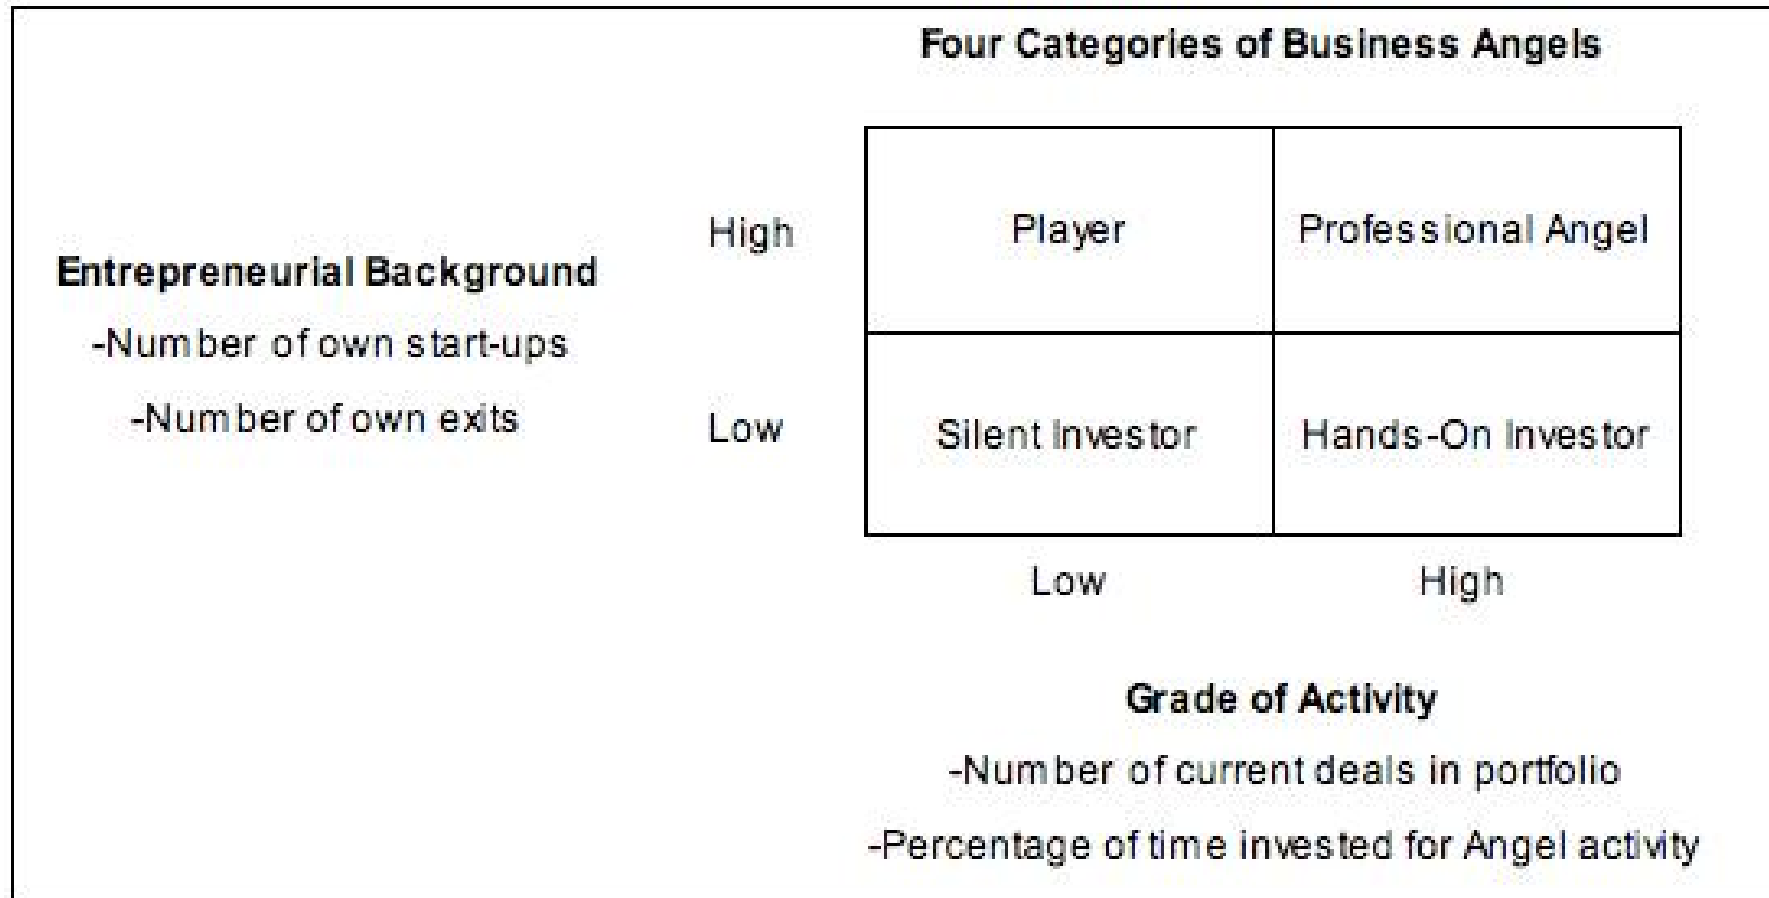 Four Categories of Business Angels
High
Player
Professional Angel
Entrepreneurial Background
-Number of own start-ups
-Number of own exits
Low
Silent Investor
Hands-On Investor
Low
High
Grade of Activity
-Number of current deals in portfolio
-Percentage of time invested for Angel activity